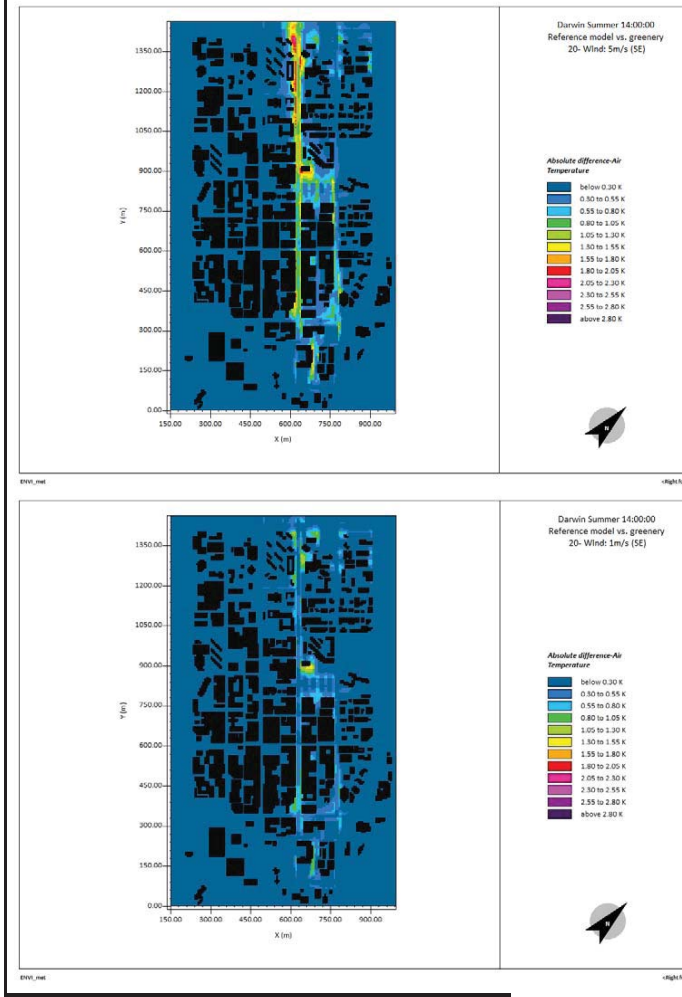 Darwin Summer 14:00:00
Reference model vs. greenery
20- Wind: 5m/s (SE)
Absolute difference-Air
Temperature
below 0.30 K
0.30 to 0.55 K
0.55 to 0.80 K
0.80 to 1.05 K
1.05 to 1.30 K
1.30 to 1.55 K
1.55 to 1.80 K
1.80 to 2.05 K
2.05 to 2.30 K
2.30 to 2.55 K
2.55 to 2.80 K
above 2.80 K
N
Y (m)
1350.00
1200.00
1050.00
900.00
750.00
600.00
450.00
300.00
150.00
0.00
150.00 300.00 450.00 600.00 750.00 900.00
X (m)
ENVI_met
<Right f
Darwin Summer 14:00:00
Reference model vs. greenery
20- Wind: 1m/s (SE)
Absolute difference-Air
Temperature
below 0.30 K
0.30 to 0.55 K
0.55 to 0.80 K
0.80 to 1.05 K
1.05 to 1.30 K
1.30 to 1.55 K
1.55 to 1.80 K
1.80 to 2.05 K
2.05 to 2.30 K
2.30 to 2.55 K
2.55 to 2.80 K
above 2.80 K
N
Y (m)
1350.00
1200.00
1050.00
900.00
750.00
600.00
450.00
300.00
150.00
0.00
150.00 300.00 450.00 600.00 750.00 900.00
X (m)
ENVI_met
<Right f